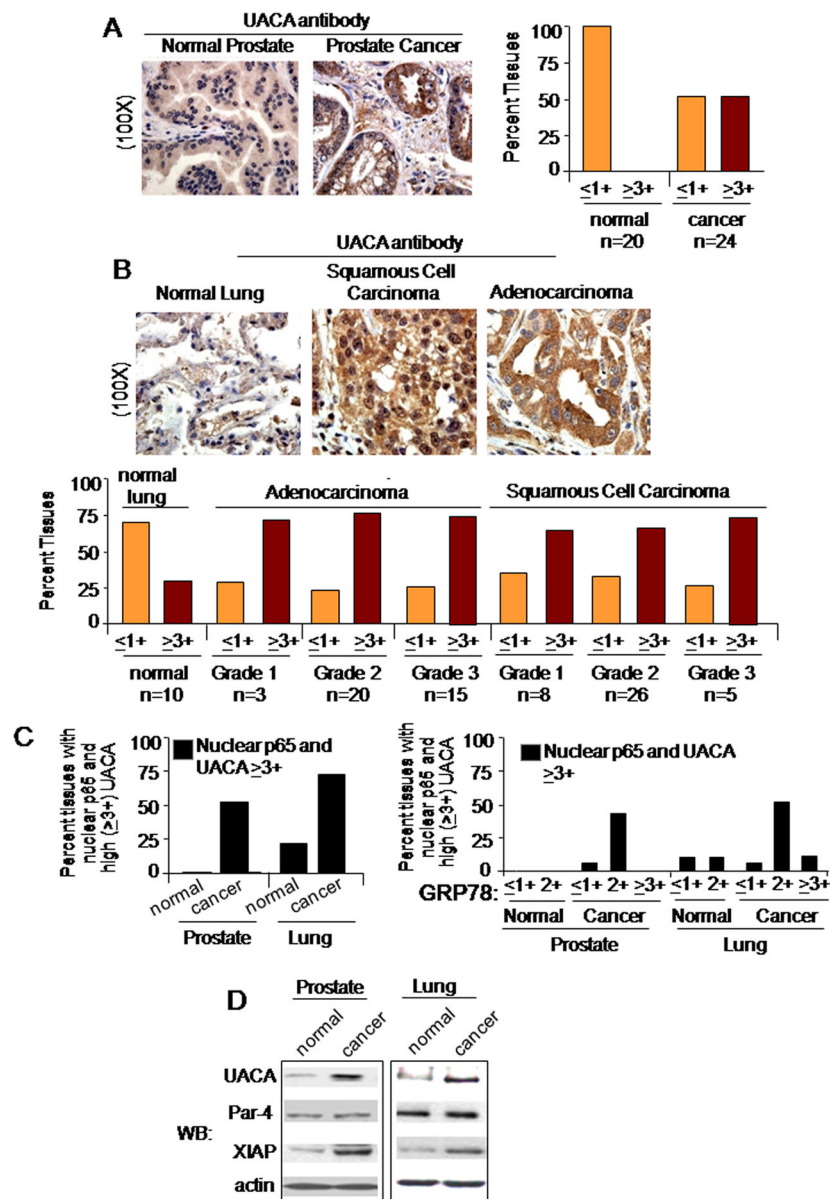 A
UACA antibody
Normal Prostate Prostate Cancer
(100X)
Percent Tissues
100
75
50
25
0
≤1+ ≥3+ ≤1+ ≥3+
normal cancer
n=20 n=24
B
UACA antibody
Normal Lung Squamous Cell Carcinoma Adenocarcinoma
(100X)
Percent Tissues
100
75
50
25
0
normal lung Adenocarcinoma Squamous Cell Carcinoma
≤1+ ≥3+ ≤1+ ≥3+ ≤1+ ≥3+ ≤1+ ≥3+ ≤1+ ≥3+ ≤1+ ≥3+ ≤1+ ≥3+
normal Grade 1 Grade 2 Grade 3 Grade 1 Grade 2 Grade 3
n=10 n=3 n=20 n=15 n=8 n=26 n=5
C
Percent tissues with nuclear p65 and high (≥3+) UACA
100
75
50
25
0
Nuclear p65 and
UACA ≥3+
normal cancer normal cancer
Prostate Lung
Percent tissues with nuclear p65 and high (≥3+) UACA
100
75
50
25
0
Nuclear p65 and UACA
≥3+
GRP78: ≤1+ 2+ ≤1+ 2+ ≥3+ ≤1+ 2+ ≤1+ 2+ ≥3+
Normal Cancer Normal Cancer
Prostate Lung
D
Prostate Lung
normal cancer normal cancer
WB:
UACA
Par-4
XIAP
actin